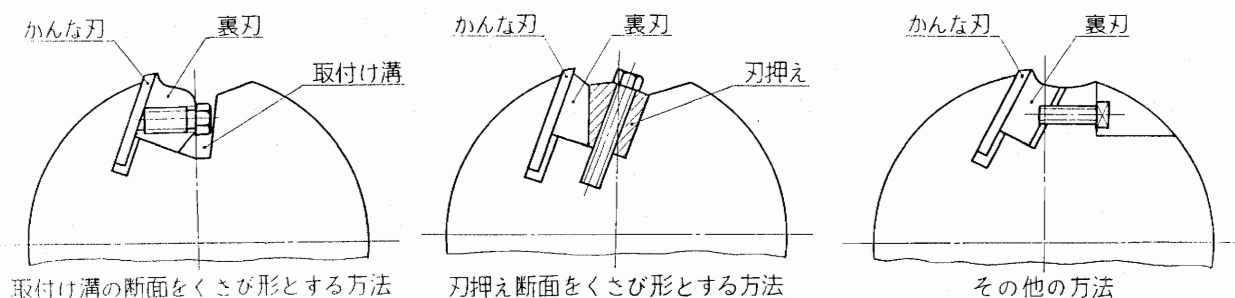 かんな刃
裏刃
取付け溝
取付け溝の断面をくさび形とする方法
かんな刃
裏刃
刃押え
刃押え断面をくさび形とする方法
かんな刃
裏刃
その他の方法